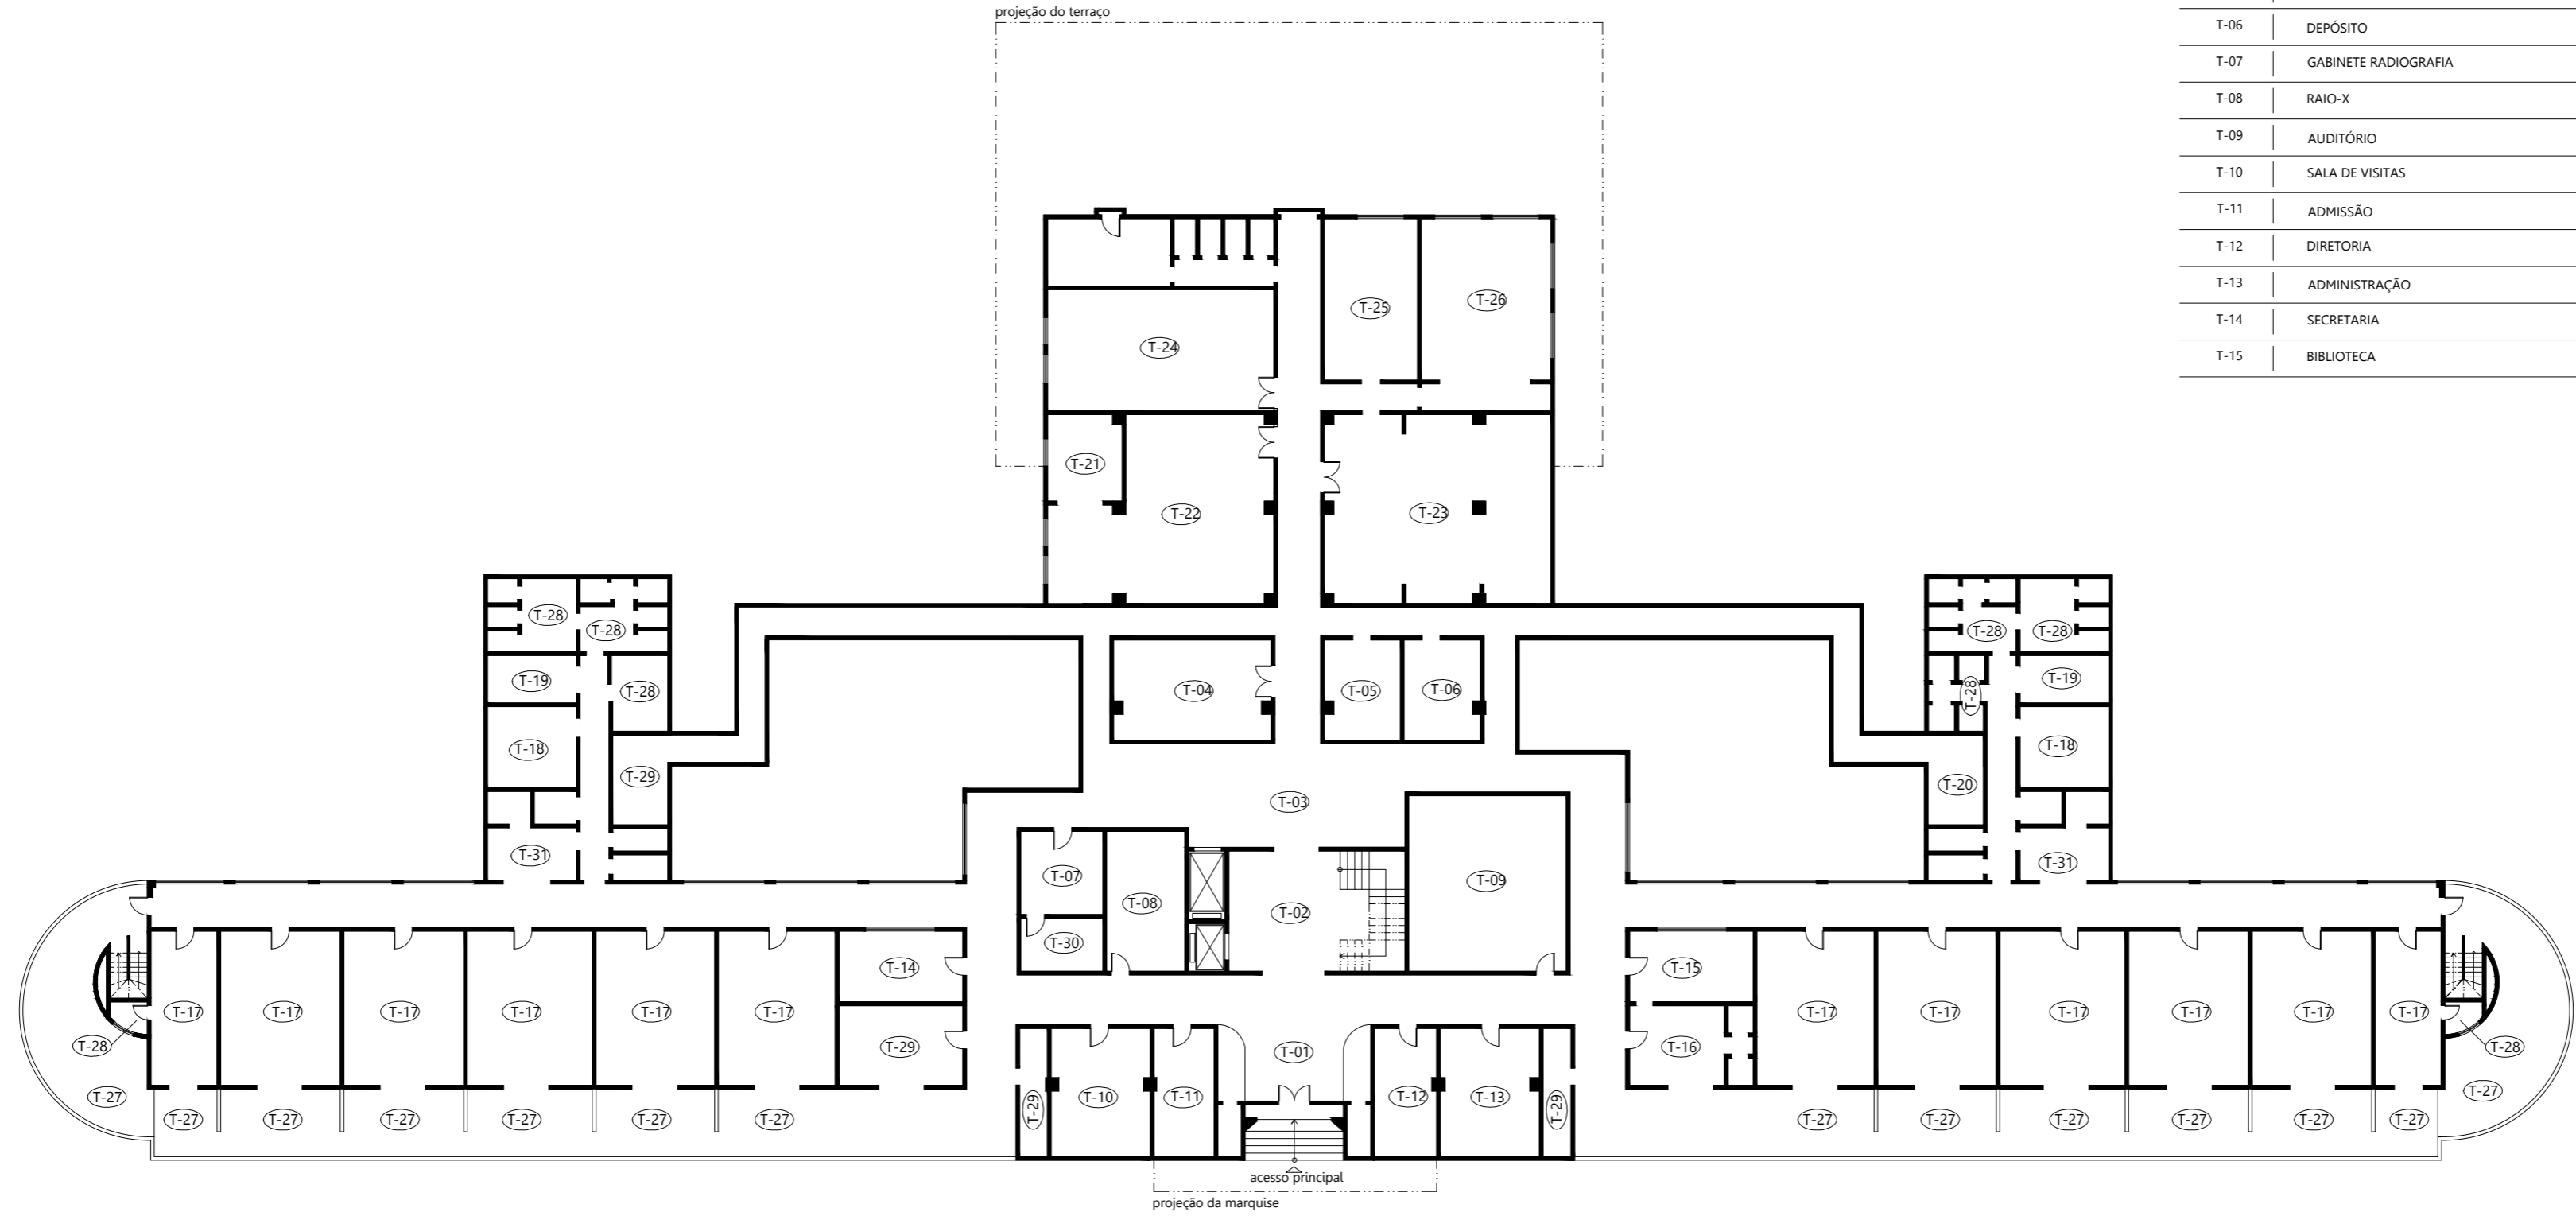 projeção do terraço
T-06 DEPÓSITO
T-07 GABINETE RADIOGRAFIA
T-08 RAIO-X
T-09 AUDITÓRIO
T-10 SALA DE VISITAS
T-11 ADMISSÃO
T-12 DIRETORIA
T-13 ADMINISTRAÇÃO
T-14 SECRETARIA
T-15 BIBLIOTECA
T-25 T-26
T-24
T-21
T-22 T-23
T-28 T-28 T-28 T-28
T-19 T-28 T-04 T-05 T-06 T-28 T-19
T-18 T-18
T-29 T-03 T-20
T-31 T-07 T-09 T-31
T-08 T-02
T-30
T-14 T-15
T-17 T-17 T-17 T-17 T-17 T-17 T-17 T-17 T-17 T-17 T-17 T-17
T-28 T-29 T-01 T-16 T-28
T-27 T-29 T-10 T-11 T-12 T-13 T-29 T-27
T-27 T-27 T-27 T-27 T-27 T-27 T-27 T-27 T-27 T-27 T-27 T-27
acesso principal
projeção da marquise